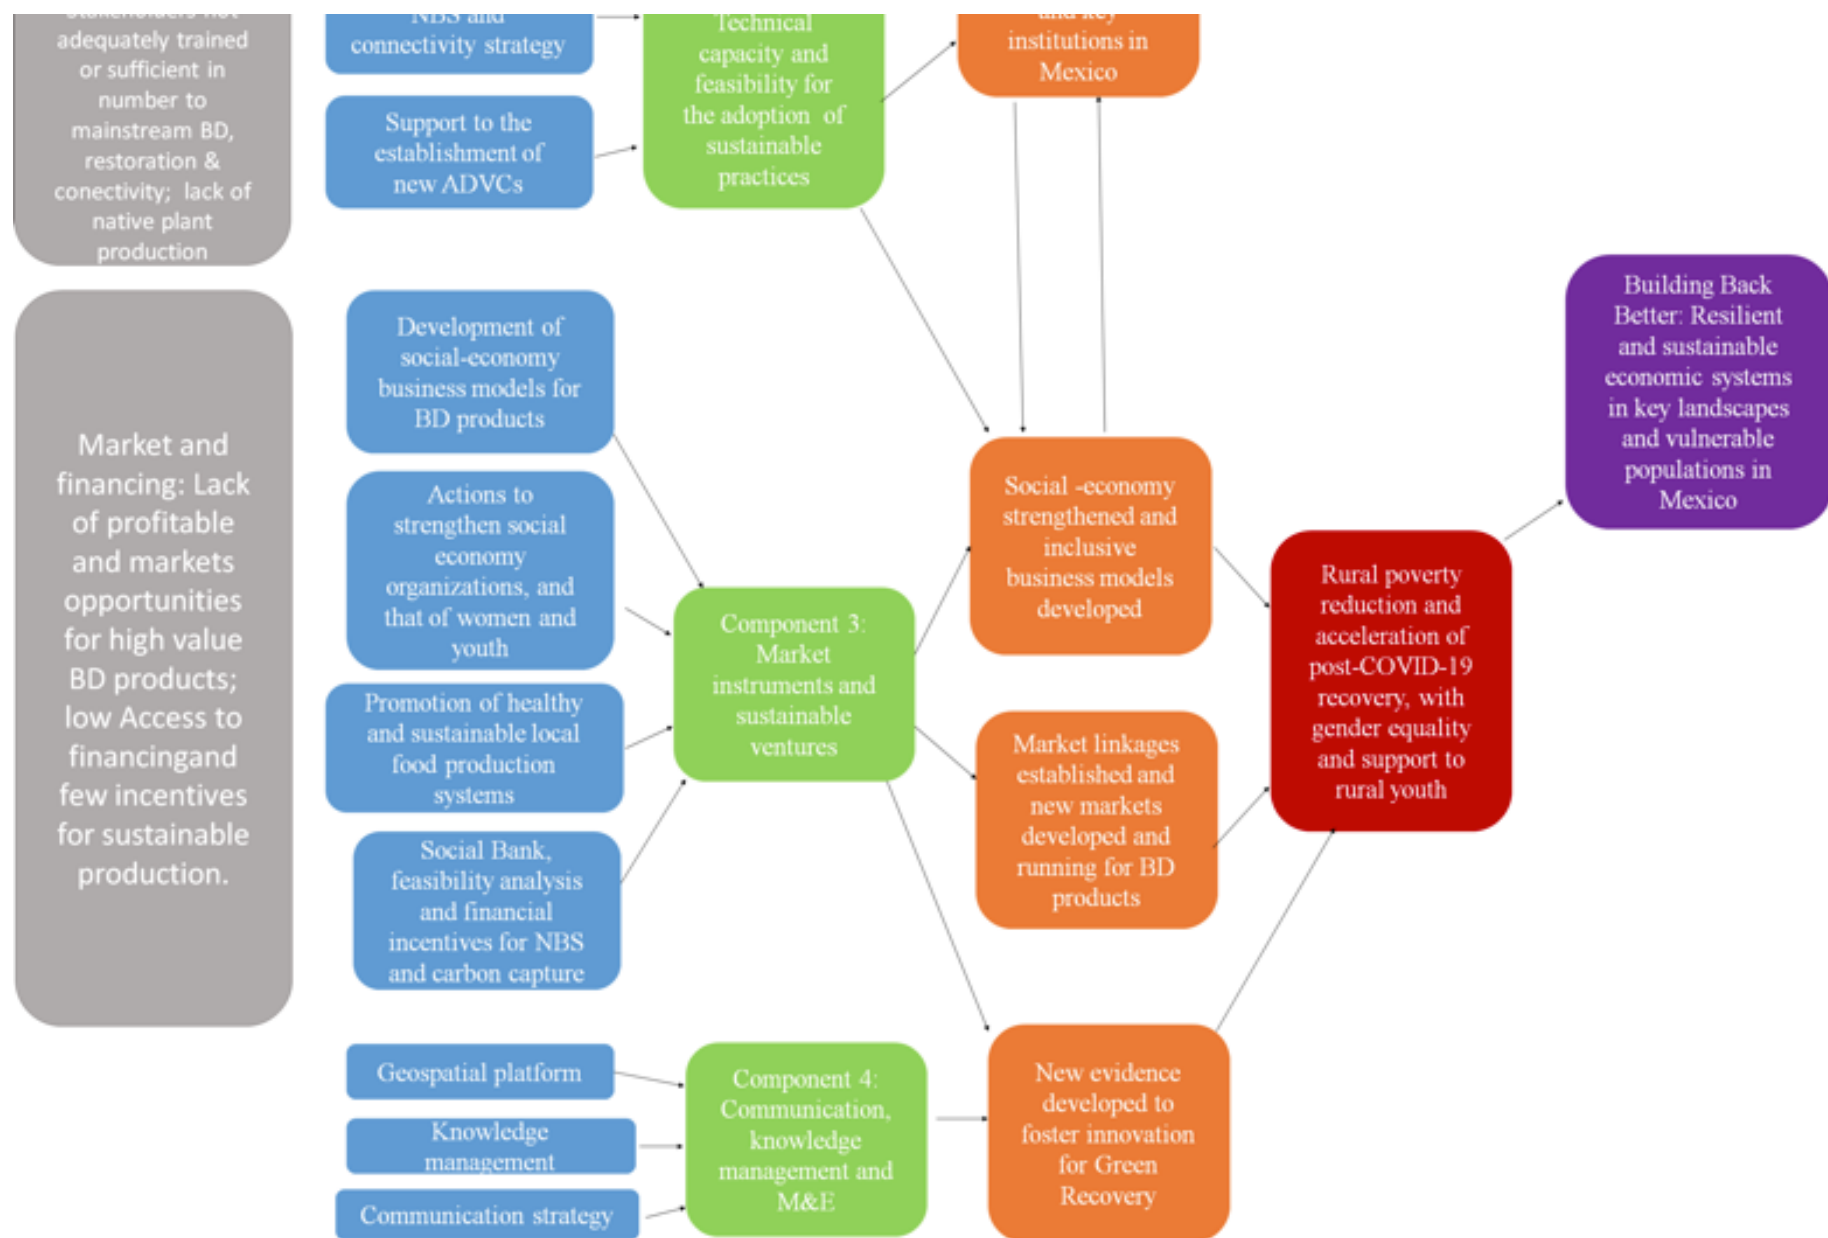 stakeholders not
adequately trained
or sufficient in
number to
mainstream BD,
restoration &
conectivity; lack of
native plant
production
Market and
financing: Lack
of profitable
and markets
opportunities
for high value
BD products;
low Access to
financingand
few incentives
for sustainable
production.
NBS and
connectivity strategy
Support to the
establishment of
new ADVCs
Development of
social-economy
business models for
BD products
Actions to
strengthen social
economy
organizations, and
that of women and
youth
Promotion of healthy
and sustainable local
food production
systems
Social Bank,
feasibility analysis
and financial
incentives for NBS
and carbon capture
Geospatial platform
Knowledge
management
Communication strategy
Technical
capacity and
feasibility for
the adoption of
sustainable
practices
Component 3:
Market
instruments and
sustainable
ventures
Component 4:
Communication,
knowledge
management and
M&E
and key
institutions in
Mexico
Social -economy
strengthened and
inclusive
business models
developed
Market linkages
established and
new markets
developed and
running for BD
products
New evidence
developed to
foster innovation
for Green
Recovery
Rural poverty
reduction and
acceleration of
post-COVID-19
recovery, with
gender equality
and support to
rural youth
Building Back
Better: Resilient
and sustainable
economic systems
in key landscapes
and vulnerable
populations in
Mexico